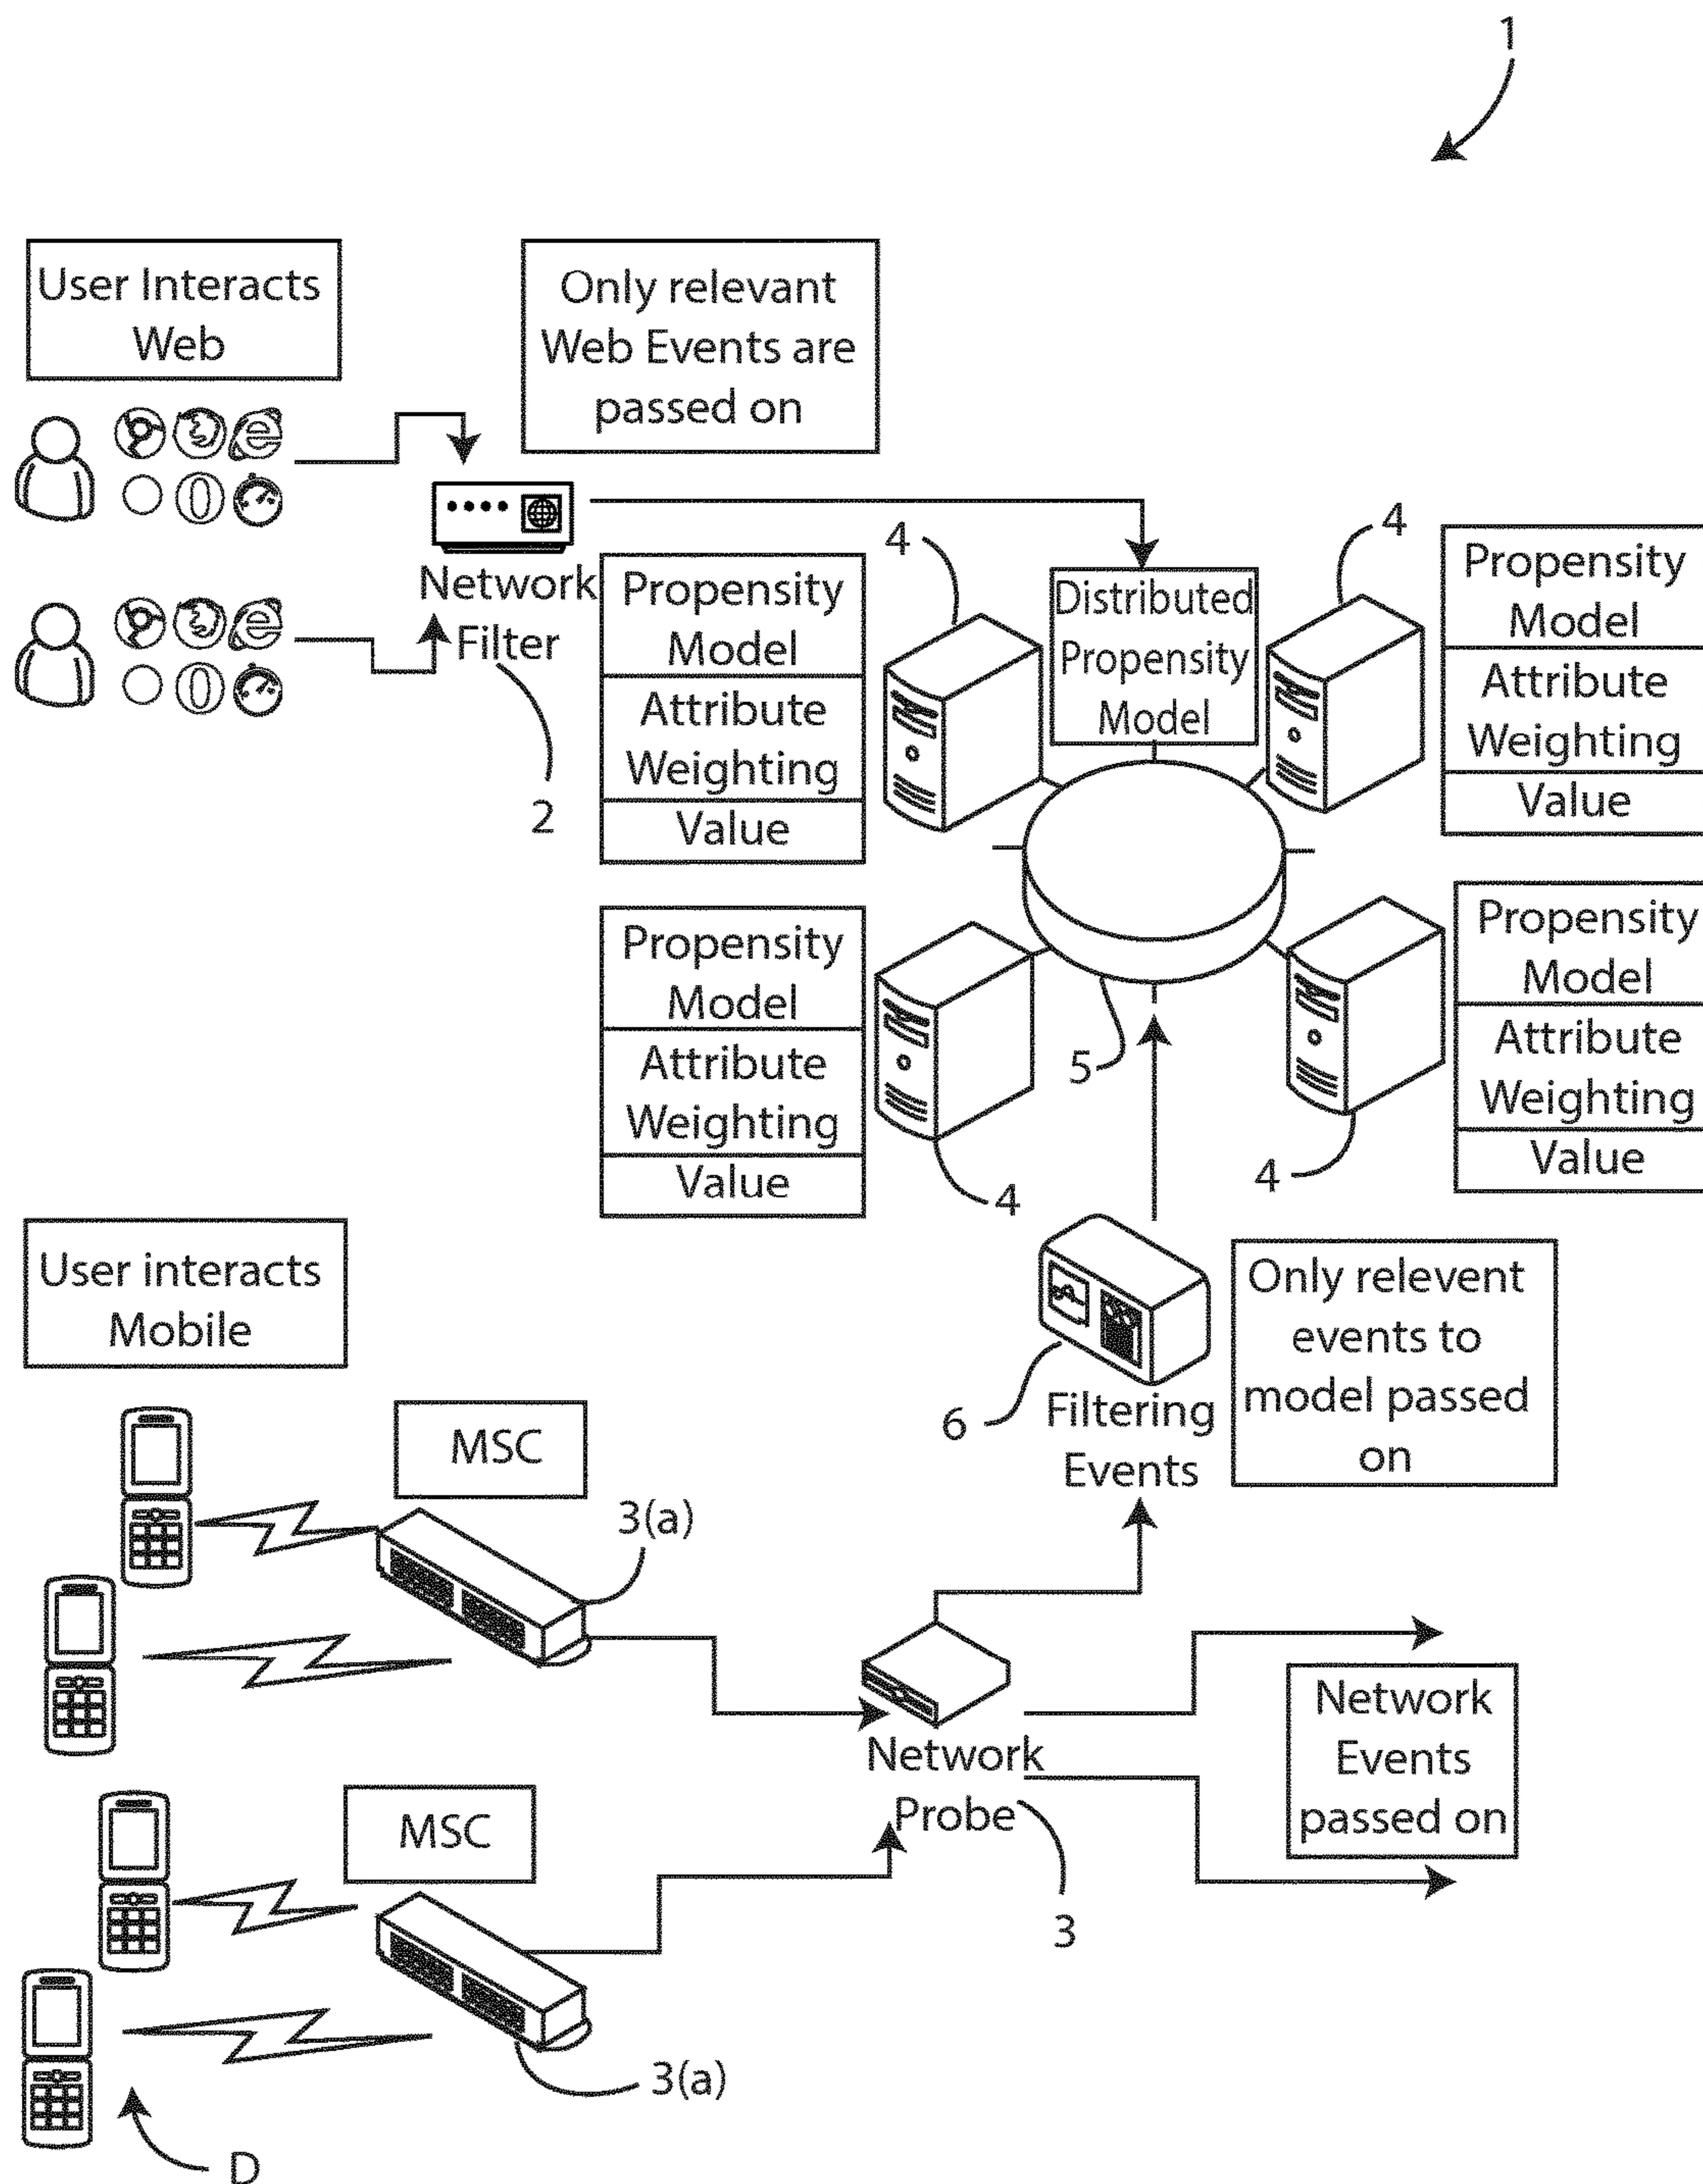 1
User Interacts
Web
Only relevant
Web Events are
passed on
Network
Filter
2
Propensity
Model
Attribute
Weighting
Value
4
Distributed
Propensity
Model
4
Propensity
Model
Attribute
Weighting
Value
Propensity
Model
Attribute
Weighting
Value
4
5
4
Propensity
Model
Attribute
Weighting
Value
User interacts
Mobile
6
Filtering
Events
Only relevent
events to
model passed
on
MSC
3(a)
Network
Probe
3
Network
Events
passed on
MSC
3(a)
D